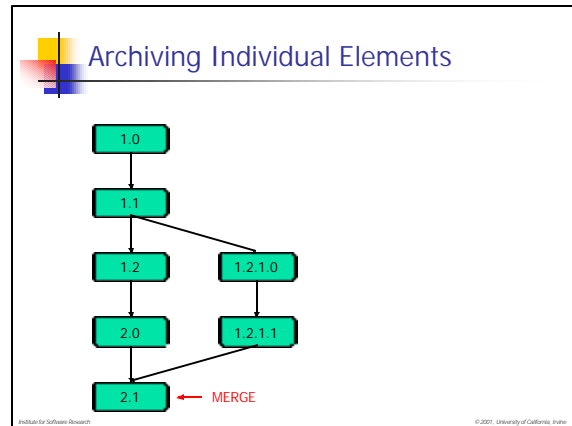 Archiving Individual Elements
1.0
1.1
1.2 1.2.1.0
2.0 1.2.1.1
2.1 MERGE
Institute for Software Research © 2001, University of California, Irvine